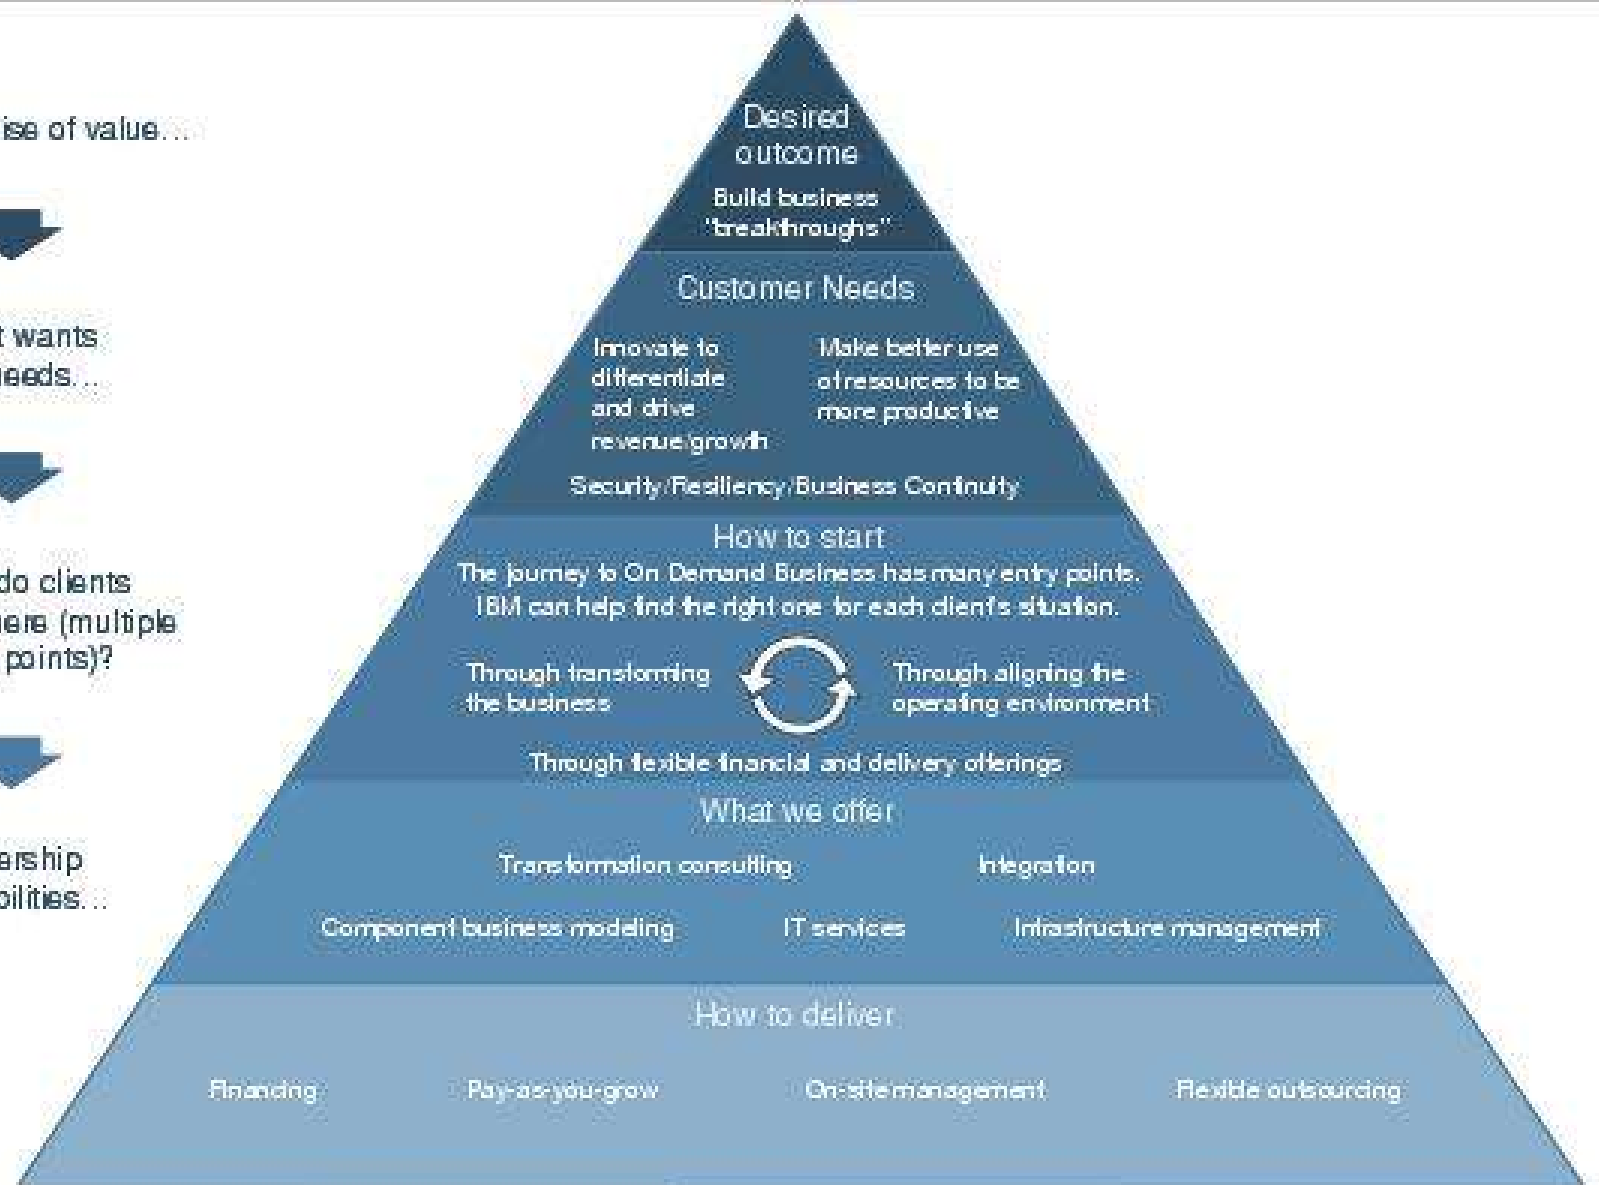 ise of value...
Desired
outcome
Build business
"breakthroughs"
t wants
needs...
Customer Needs
Innovate to
differentiate
and drive
revenue/growth
Make better use
of resources to be
more productive
Security/Resiliency/Business Continuity
do clients
here (multiple
points)?
How to start
The journey to On Demand Business has many entry points.
IBM can help find the right one for each client's situation.
Through transforming
the business
Through aligning the
operating environment
Through flexible financial and delivery offerings
ership
bilities...
What we offer
Transformation consulting Integration
Component business modeling IT services Infrastructure management
How to deliver
Financing Pay-as-you-grow On-site management Flexible outsourcing